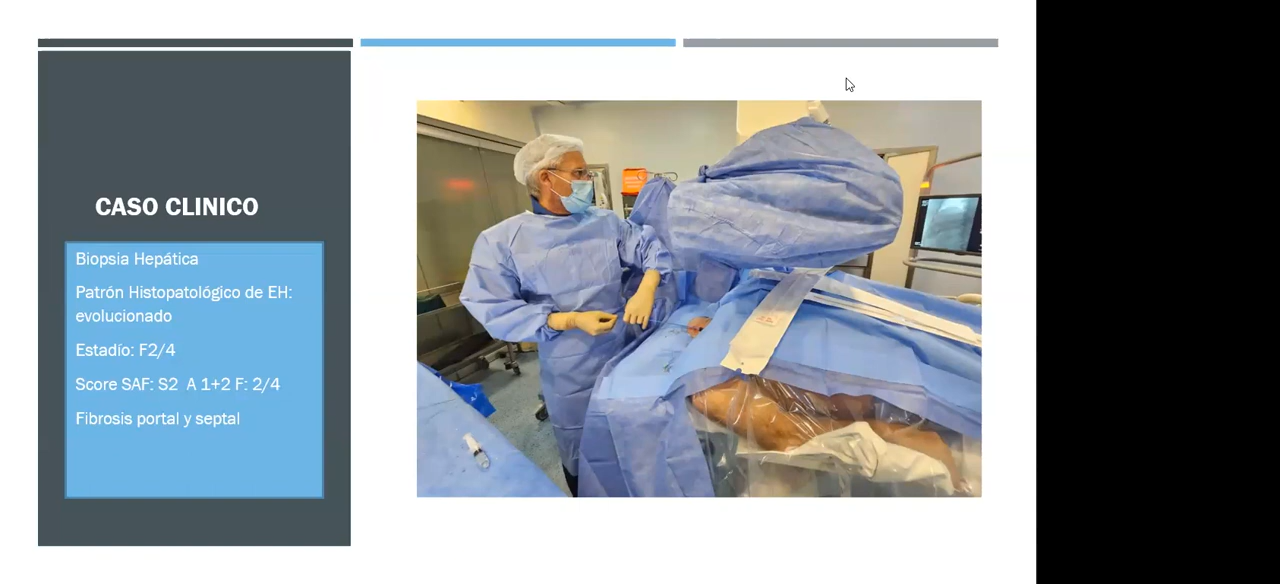 CASO CLINICO
Biopsia Hepática
Patrón Histopatológico de EH:
evolucionado
Estadío: F2/4
Score SAF: S2 A 1+2 F: 2/4
Fibrosis portal y septal